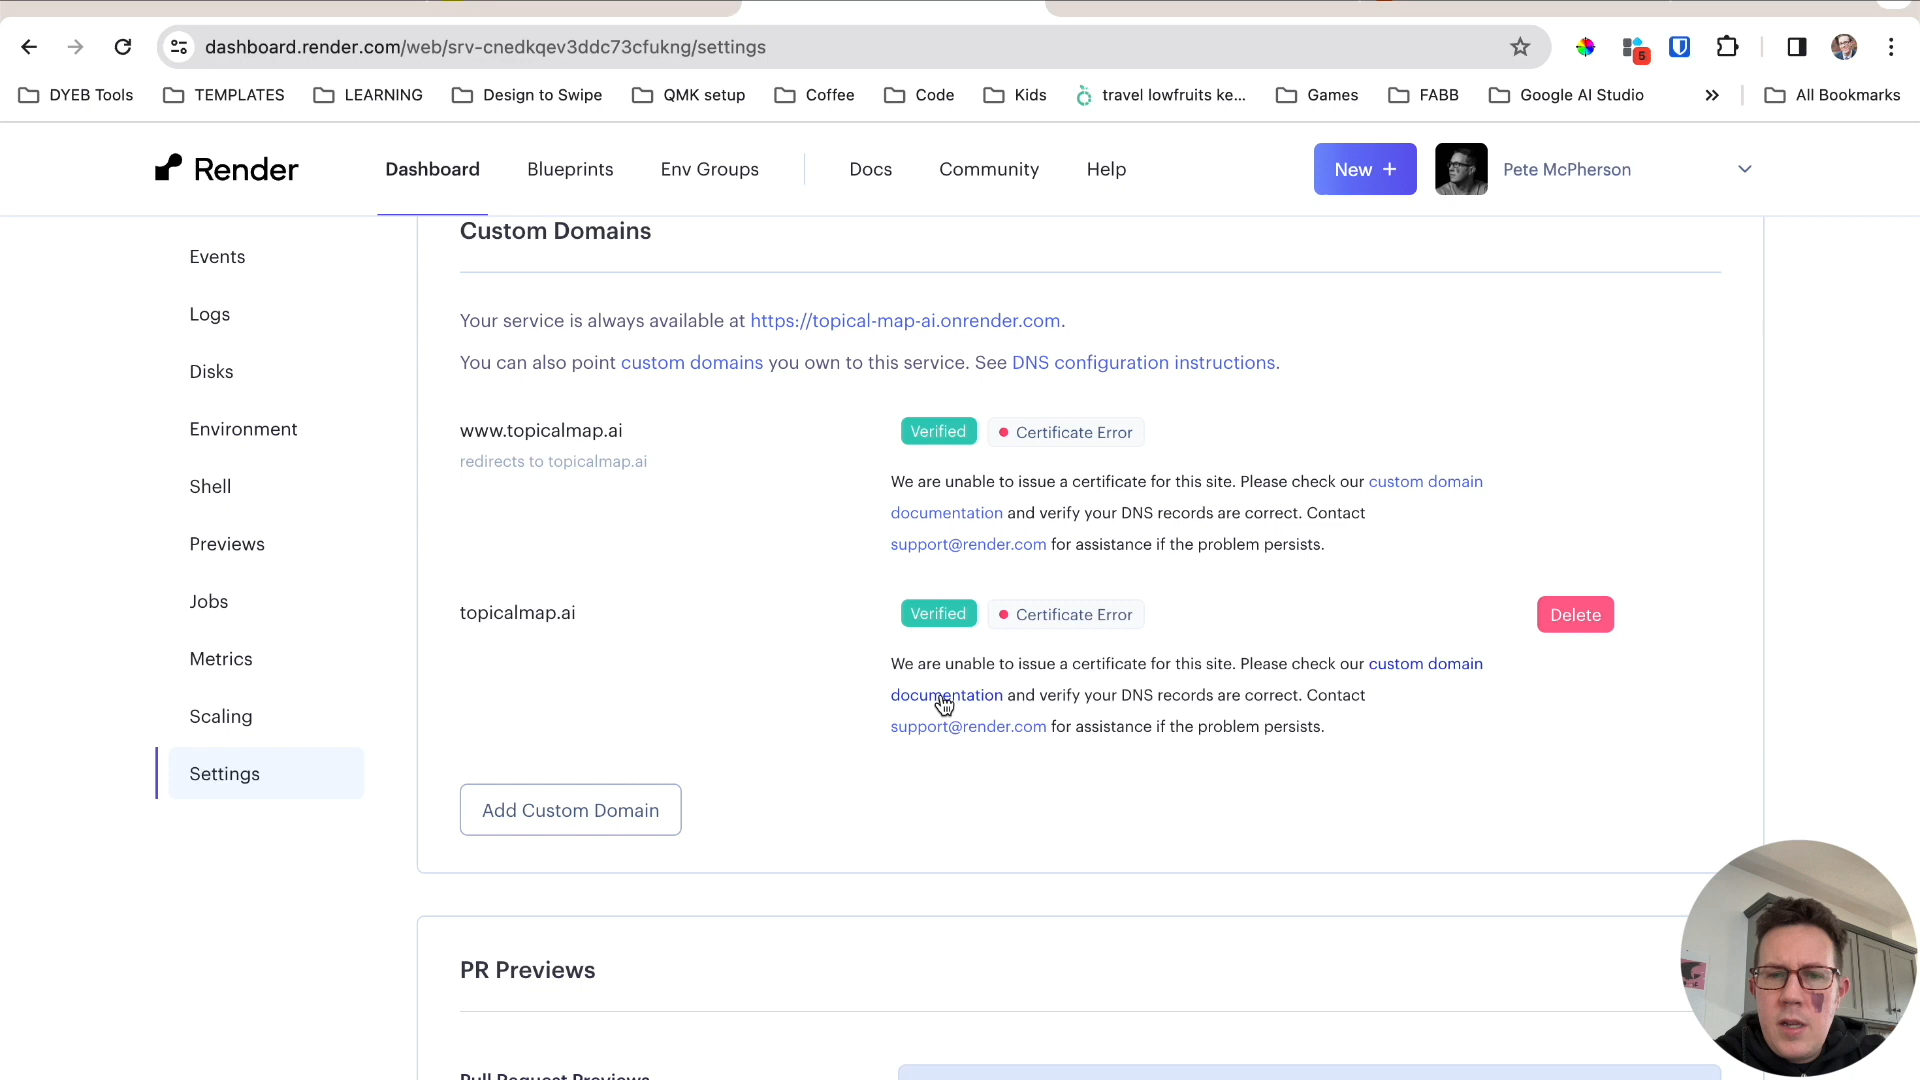 dashboard.render.com/web/srv-cnedkqev3ddc73cfukng/settings
5
DYEB Tools
TEMPLATES
LEARNING
Design to Swipe
QMK setup
Coffee
Code
Kids
travel lowfruits ke...
Games
FABB
Google AI Studio
All Bookmarks
Render
Dashboard
Blueprints
Env Groups
Docs
Community
Help
New +
Pete McPherson
Events
Logs
Disks
Environment
Shell
Previews
Jobs
Metrics
Scaling
Settings
Custom Domains
Your service is always available at https://topical-map-ai.onrender.com.
You can also point custom domains you own to this service. See DNS configuration instructions.
www.topicalmap.ai
redirects to topicalmap.ai
Verified
Certificate Error
We are unable to issue a certificate for this site. Please check our custom domain
documentation and verify your DNS records are correct. Contact
support@render.com for assistance if the problem persists.
topicalmap.ai
Verified
Certificate Error
Delete
We are unable to issue a certificate for this site. Please check our custom domain
documentation and verify your DNS records are correct. Contact
support@render.com for assistance if the problem persists.
Add Custom Domain
PR Previews
Pull Request Previews